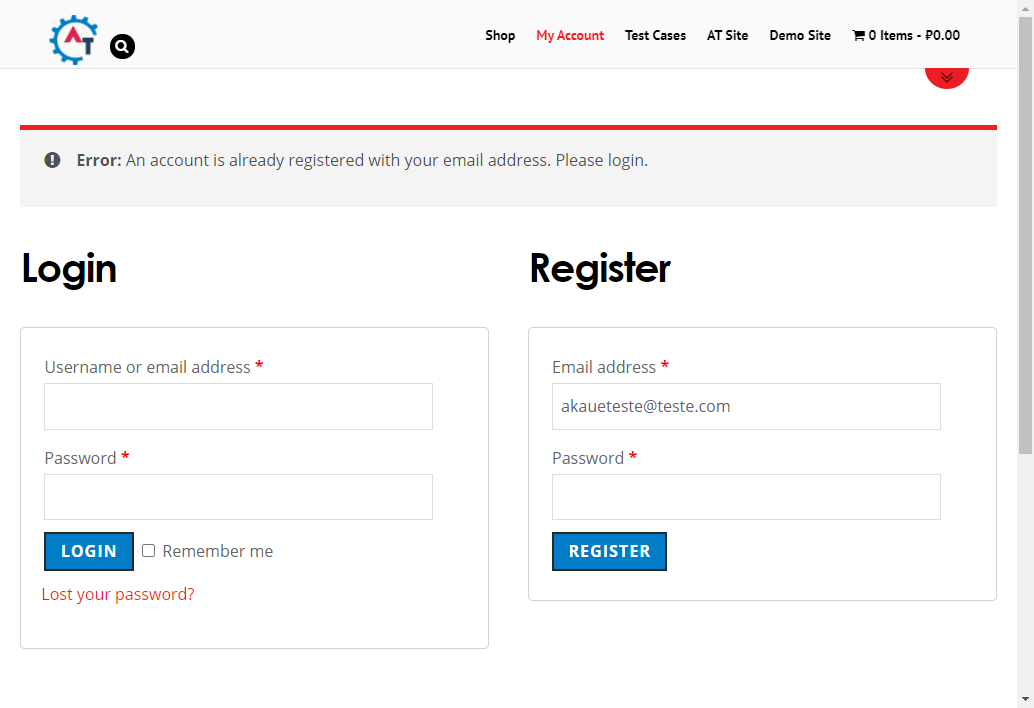 AT
Shop My Account Test Cases AT Site Demo Site 0 Items - ₽0.00
Error: An account is already registered with your email address. Please login.
Login
Register
Username or email address *
Password *
LOGIN Remember me
Lost your password?
Email address *
akaueteste@teste.com
Password *
REGISTER